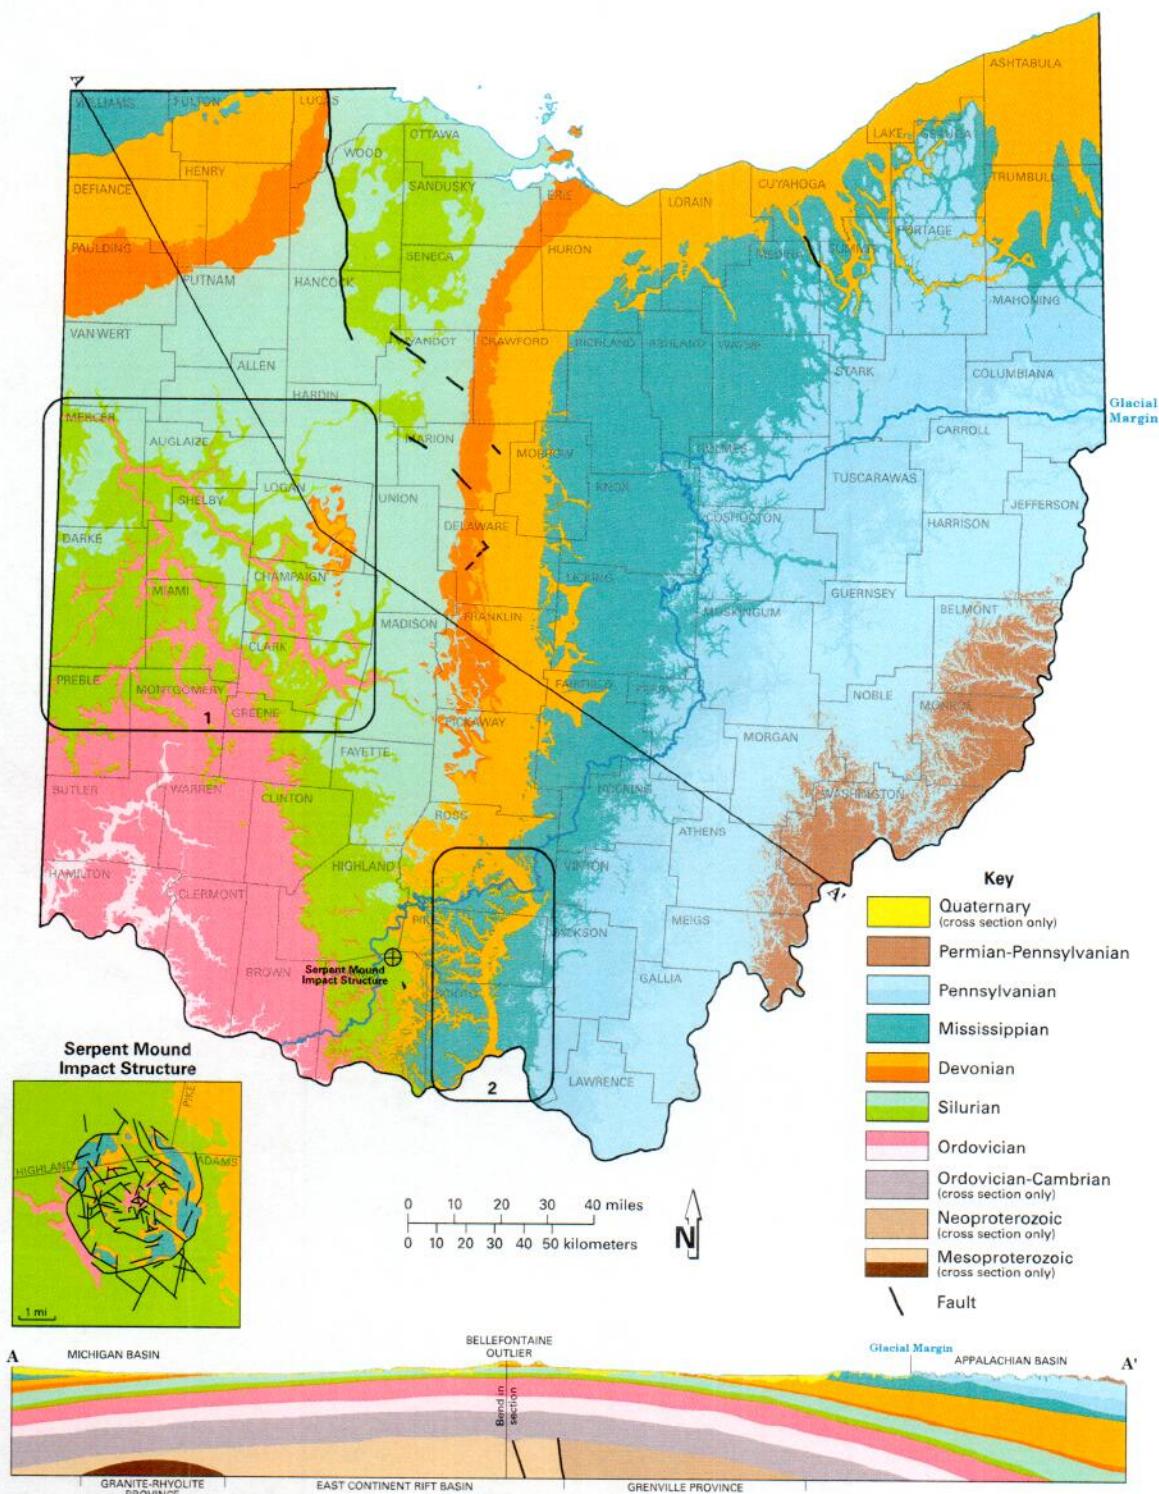 A
WILLIAMS
FULTON
LUCAS
OTTAWA
WOOD
SANDUSKY
ERIE
LORAIN
CUYAHOGA
LAKE
GEAUGA
ASHTABULA
TRUMBULL
DEFIANCE
HENRY
PAULDING
PUTNAM
HANCOCK
SENECA
HURON
MEDINA
SUMMIT
PORTAGE
MAHONING
VAN WERT
ALLEN
HARDIN
WYANDOT
CRAWFORD
RICHLAND
ASHLAND
WAYNE
STARK
COLUMBIANA
Glacial
Margin
MERCER
AUGLAIZE
MARION
MORROW
HOLMES
CARROLL
SHELBY
LOGAN
UNION
KNOX
TUSCARAWAS
JEFFERSON
DARKE
DELAWARE
COSHOCTON
HARRISON
MIAMI
CHAMPAIGN
LICKING
GUERNSEY
BELMONT
CLARK
MADISON
FRANKLIN
MUSKINGUM
PREBLE
MONTGOMERY
GREENE
FAIRFIELD
PERRY
NOBLE
MONROE
1
PICKAWAY
MORGAN
FAYETTE
BUTLER
WARREN
CLINTON
ROSS
HOCKING
WASHINGTON
ATHENS
HAMILTON
CLERMONT
HIGHLAND
VINTON
A'
PIKE
JACKSON
MEIGS
BROWN
Serpent Mound
Impact Structure
SCIOTO
GALLIA
2
LAWRENCE
Key
Quaternary
(cross section only)
Permian-Pennsylvanian
Pennsylvanian
Mississippian
Devonian
Silurian
Ordovician
Ordovician-Cambrian
(cross section only)
Neoproterozoic
(cross section only)
Mesoproterozoic
(cross section only)
Fault
Serpent Mound
Impact Structure
PIKE
HIGHLAND
ADAMS
1 mi
0 10 20 30 40 miles
0 10 20 30 40 50 kilometers
N
A
MICHIGAN BASIN
BELLEFONTAINE
OUTLIER
Glacial Margin
APPALACHIAN BASIN
A'
Bend in
section
GRANITE-RHYOLITE
PROVINCE
EAST CONTINENT RIFT BASIN
GRENVILLE PROVINCE